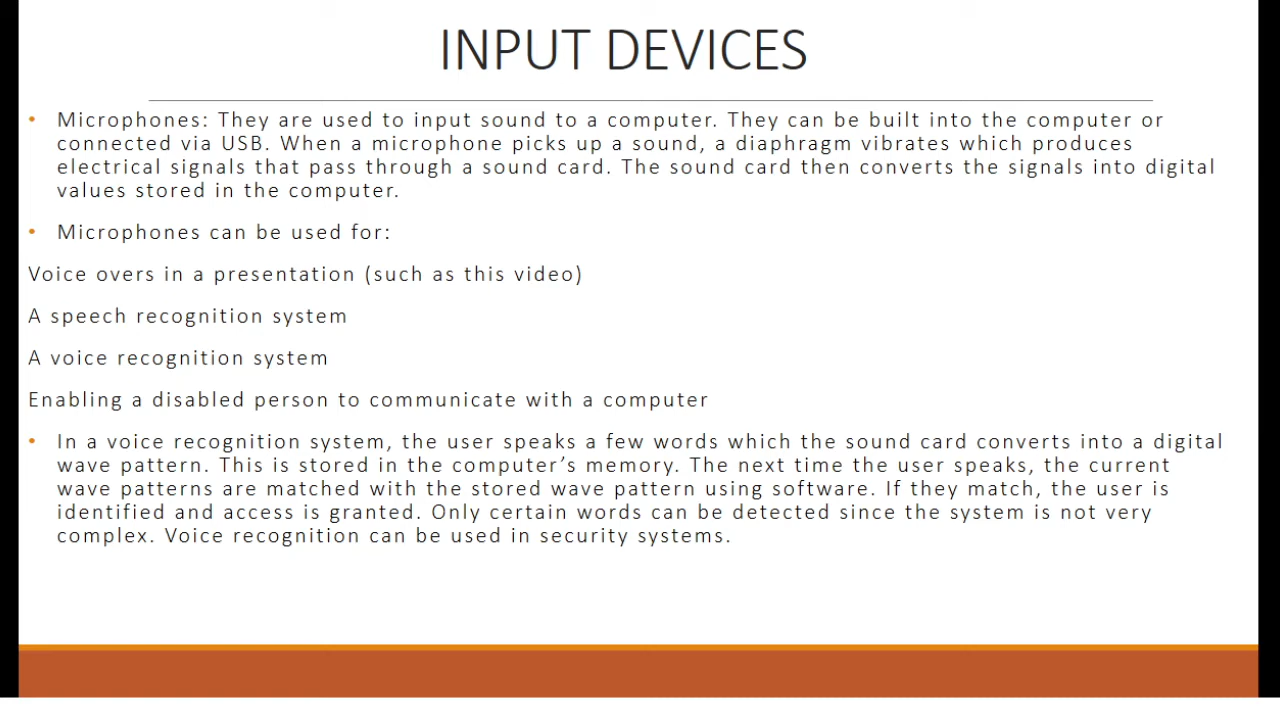 INPUT DEVICES
• Microphones: They are used to input sound to a computer. They can be built into the computer or
connected via USB. When a microphone picks up a sound, a diaphragm vibrates which produces
electrical signals that pass through a sound card. The sound card then converts the signals into digital
values stored in the computer.
• Microphones can be used for:
Voice overs in a presentation (such as this video)
A speech recognition system
A voice recognition system
Enabling a disabled person to communicate with a computer
• In a voice recognition system, the user speaks a few words which the sound card converts into a digital
wave pattern. This is stored in the computer’s memory. The next time the user speaks, the current
wave patterns are matched with the stored wave pattern using software. If they match, the user is
identified and access is granted. Only certain words can be detected since the system is not very
complex. Voice recognition can be used in security systems.